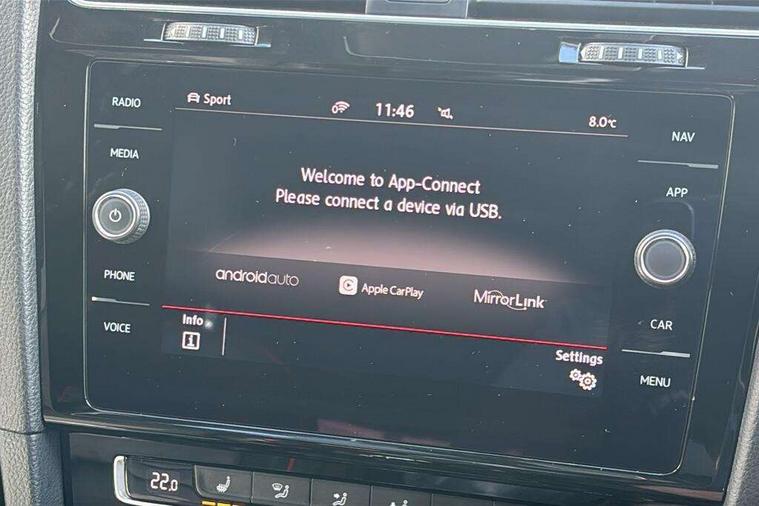 RADIO
MEDIA
PHONE
VOICE
Sport
11:46
8.0°C
Welcome to App-Connect
Please connect a device via USB.
androidauto
Apple CarPlay
MirrorLink
Info
i
Settings
NAV
APP
CAR
MENU
22.0